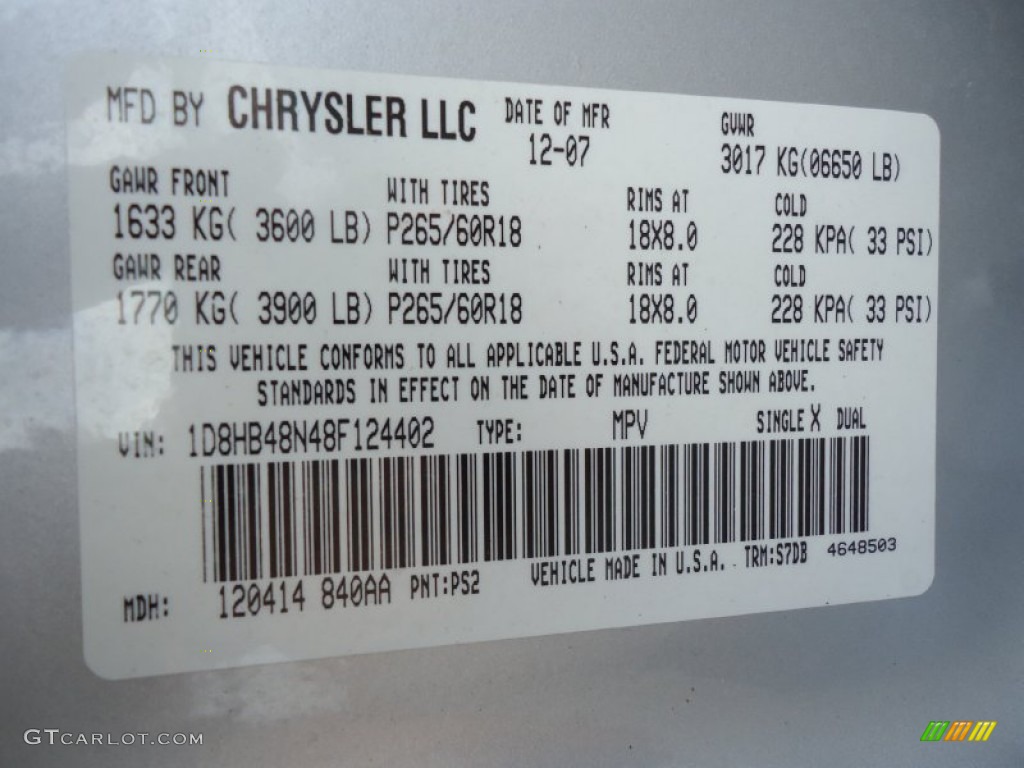 MFD BY CHRYSLER LLC DATE OF MFR GVWR
12-07 3017 KG(06650 LB)
GAWR FRONT WITH TIRES RIMS AT COLD
1633 KG( 3600 LB) P265/60R18 18X8.0 228 KPA( 33 PSI)
GAWR REAR WITH TIRES RIMS AT COLD
1770 KG( 3900 LB) P265/60R18 18X8.0 228 KPA( 33 PSI)
THIS VEHICLE CONFORMS TO ALL APPLICABLE U.S.A. FEDERAL MOTOR VEHICLE SAFETY
STANDARDS IN EFFECT ON THE DATE OF MANUFACTURE SHOWN ABOVE.
VIN: 1D8HB48N48F124402 TYPE: MPV SINGLE X DUAL
MDH: 120414 840AA PNT:PS2 VEHICLE MADE IN U.S.A. TRM:S7DB 4648503
GTCARLOT.COM